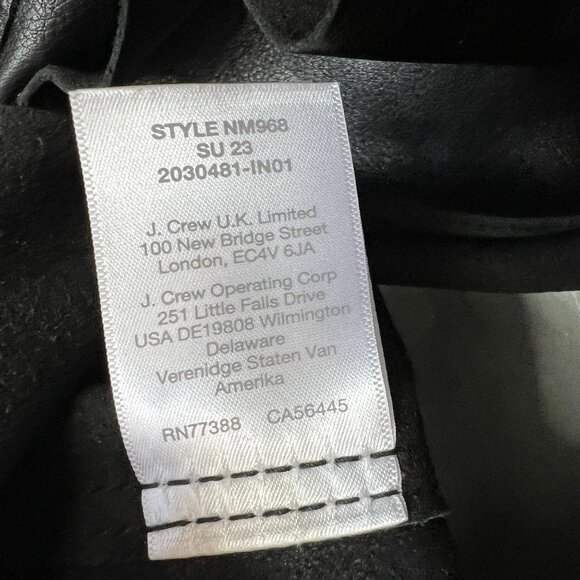 STYLE NM968
SU 23
2030481-IN01
J. Crew U.K. Limited
100 New Bridge Street
London, EC4V 6JA
J. Crew Operating Corp
251 Little Falls Drive
USA DE19808 Wilmington
Delaware
Verenidge Staten Van
Amerika
RN77388 CA56445